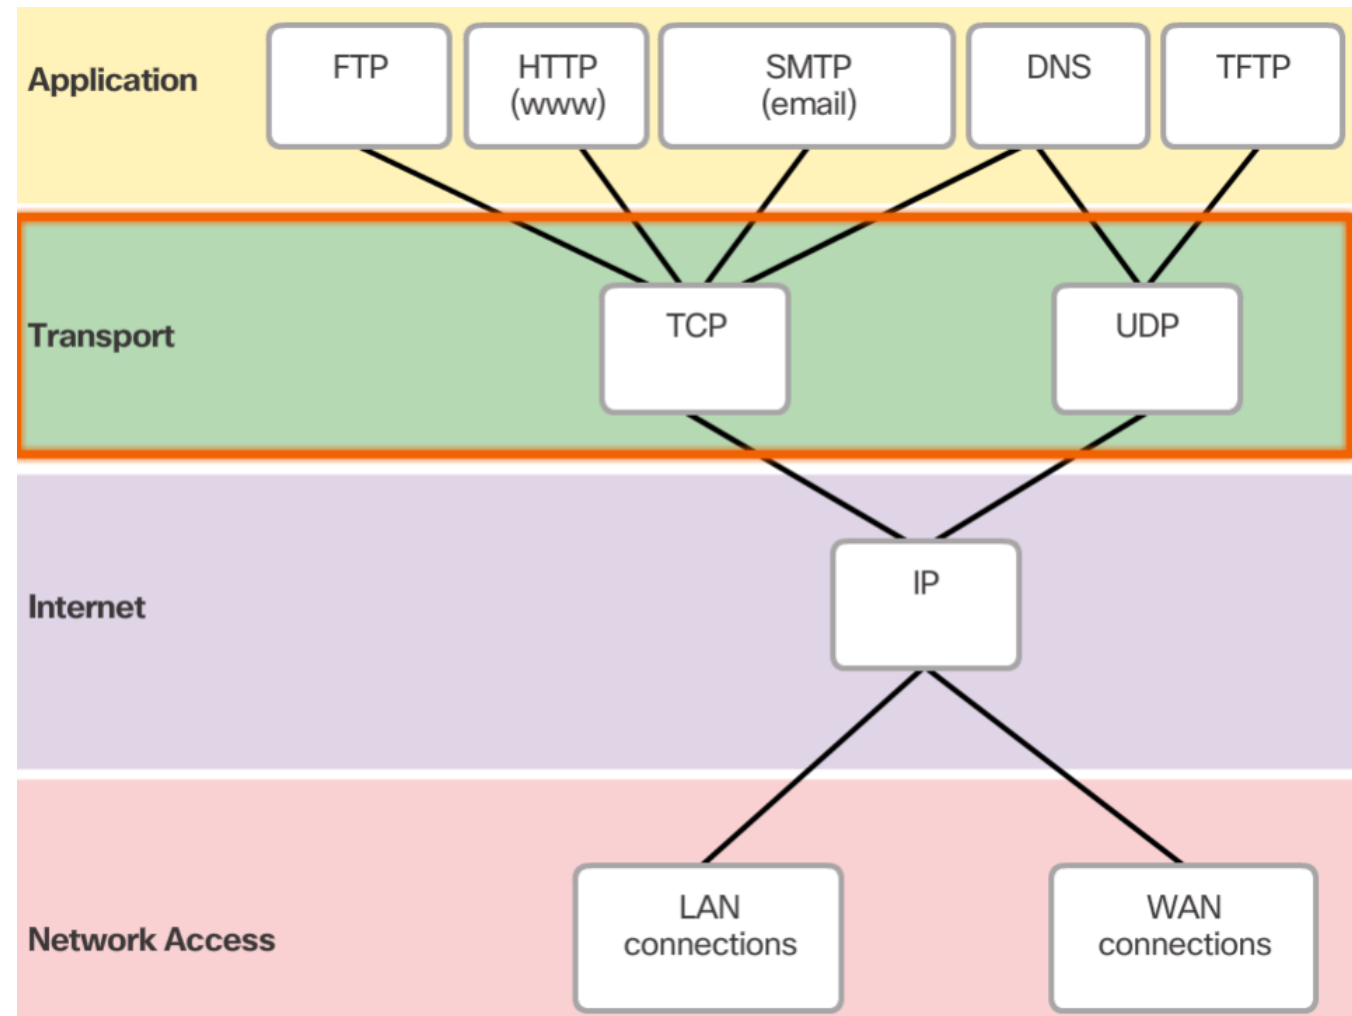 Application
FTP
HTTP
(www)
SMTP
(email)
DNS
TFTP
Transport
TCP
UDP
Internet
IP
Network Access
LAN
connections
WAN
connections